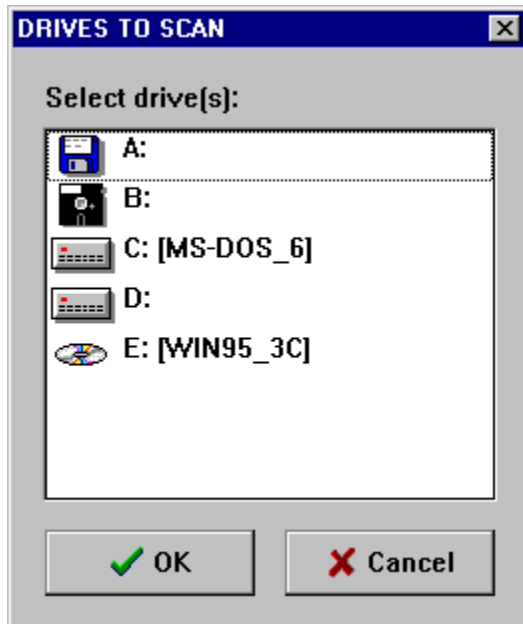 DRIVES TO SCAN
Select drive(s):
A:
B:
C: [MS-DOS_6]
D:
E: [WIN95_3C]
OK
Cancel